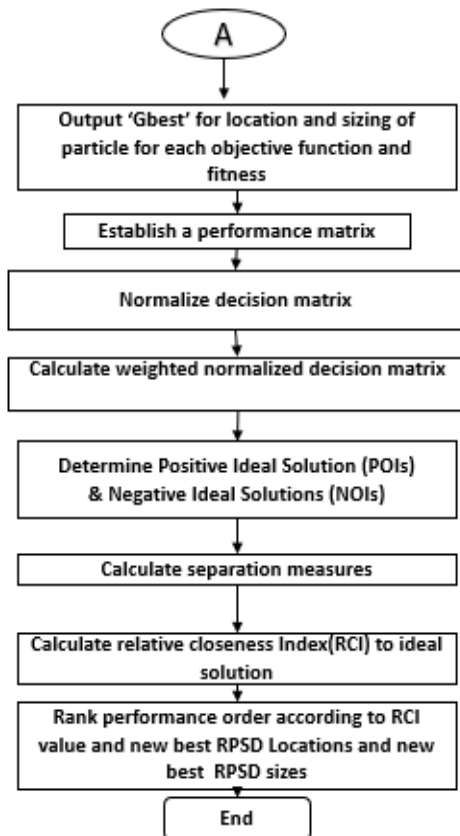 A
Output ‘Gbest’ for location and sizing of
particle for each objective function and
fitness
Establish a performance matrix
Normalize decision matrix
Calculate weighted normalized decision matrix
Determine Positive Ideal Solution (POIs)
& Negative Ideal Solutions (NOIs)
Calculate separation measures
Calculate relative closeness Index(RCI) to ideal
solution
Rank performance order according to RCI
value and new best RPSD Locations and new
best RPSD sizes
End